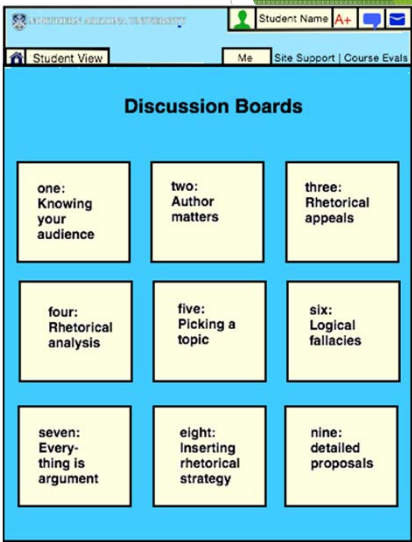 NORTHERN ARIZONA UNIVERSITY
Student Name A+
Student View
Me
Site Support | Course Evals
Discussion Boards
one:
Knowing
your
audience
two:
Author
matters
three:
Rhetorical
appeals
four:
Rhetorical
analysis
five:
Picking a
topic
six:
Logical
fallacies
seven:
Every-
thing is
argument
eight:
Inserting
rhetorical
strategy
nine:
detailed
proposals